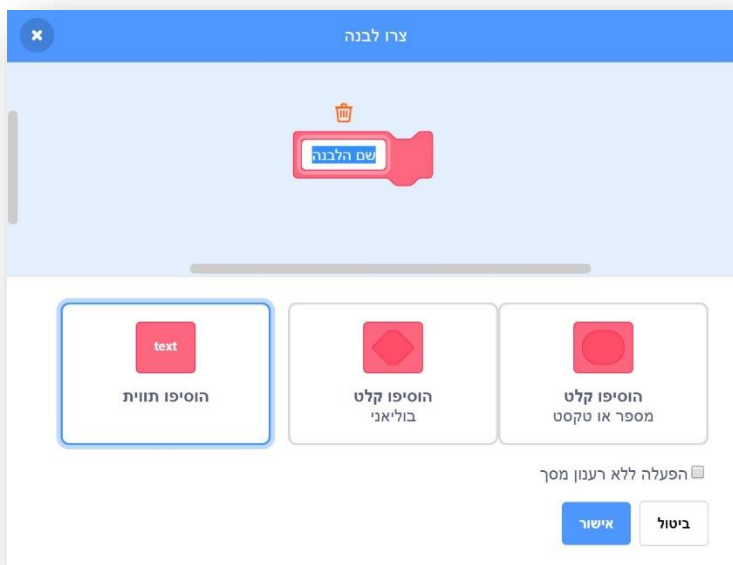 צרו לבנה
שם הלבנה
הוסיפו קלט
מספר או טקסט
הוסיפו קלט
בוליאני
text
הוסיפו תווית
הפעלה ללא רענון מסך
ביטול
אישור